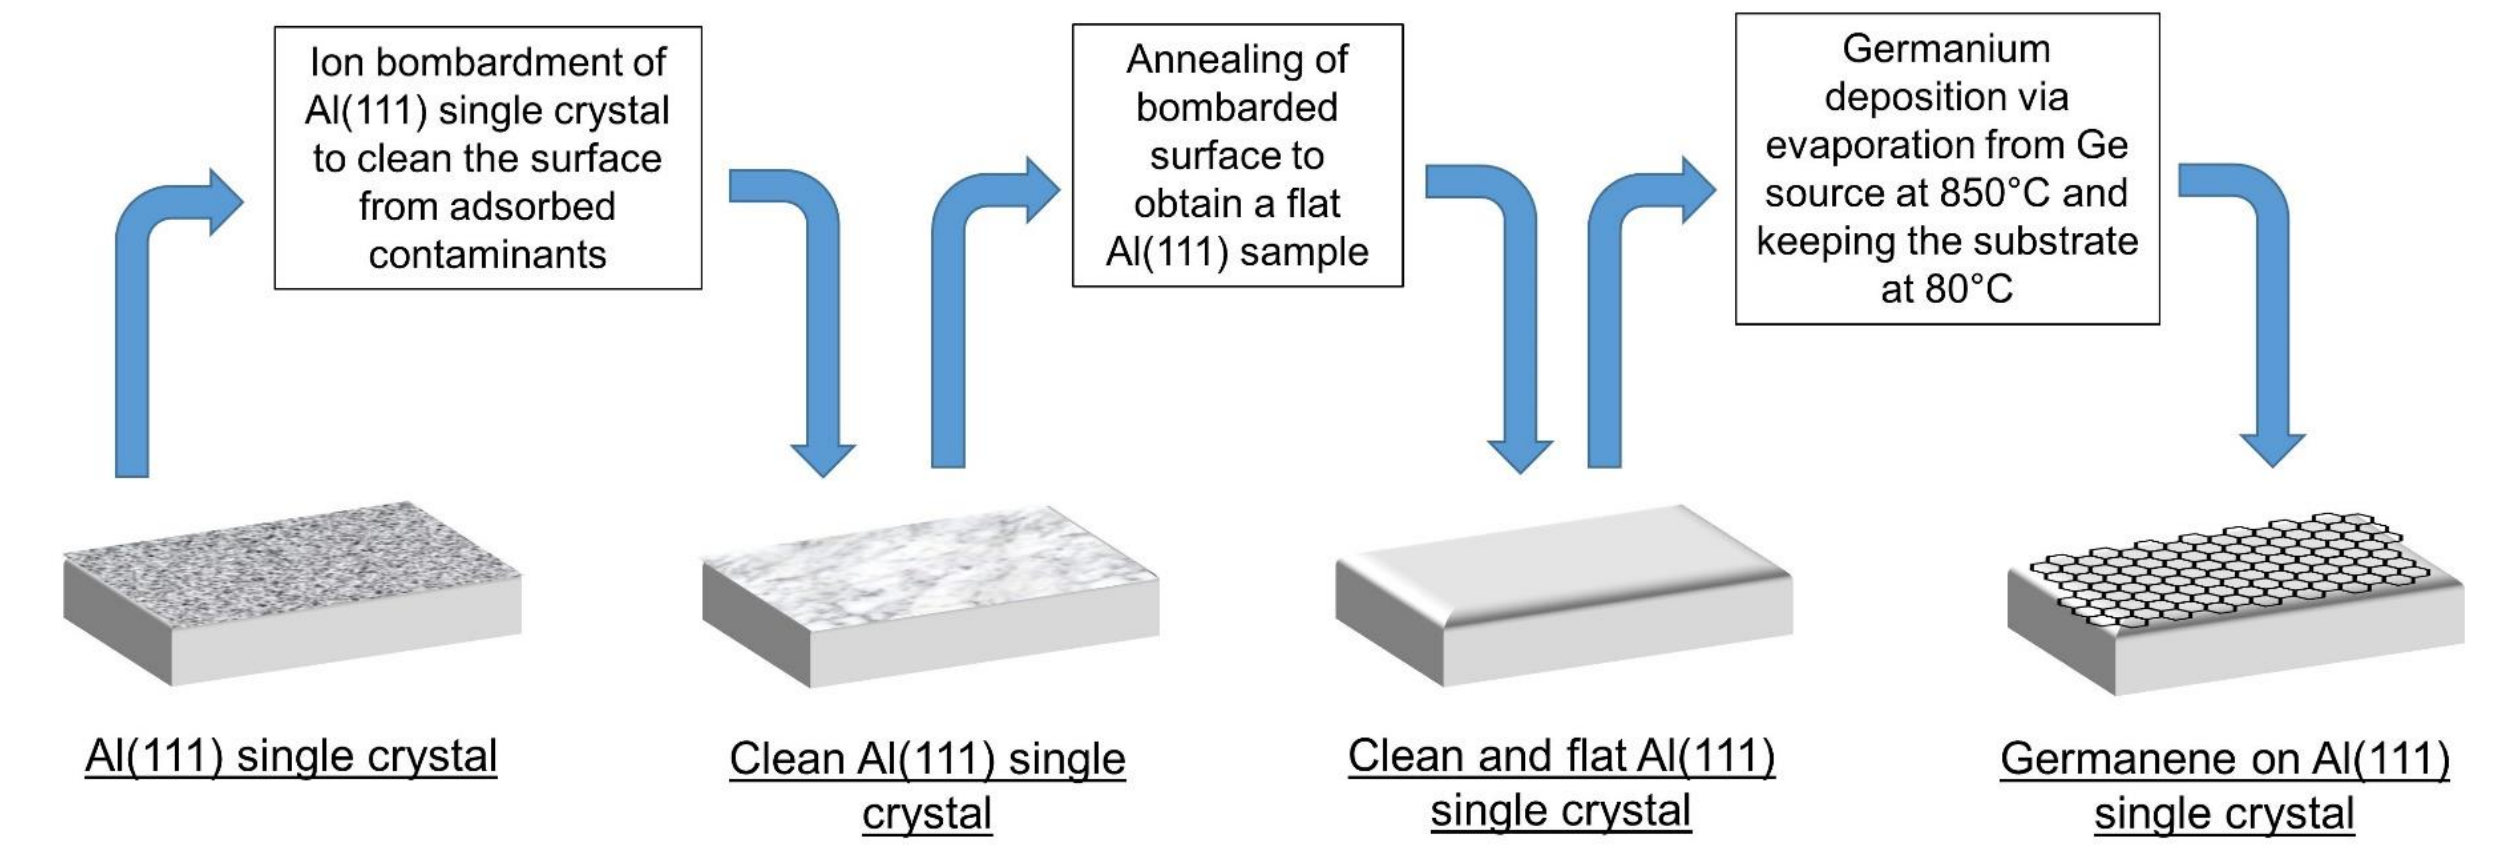 Ion bombardment of
Al(111) single crystal
to clean the surface
from adsorbed
contaminants
Annealing of
bombarded
surface to
obtain a flat
Al(111) sample
Germanium
deposition via
evaporation from Ge
source at 850°C and
keeping the substrate
at 80°C
Al(111) single crystal
Clean Al(111) single
crystal
Clean and flat Al(111)
single crystal
Germanene on Al(111)
single crystal